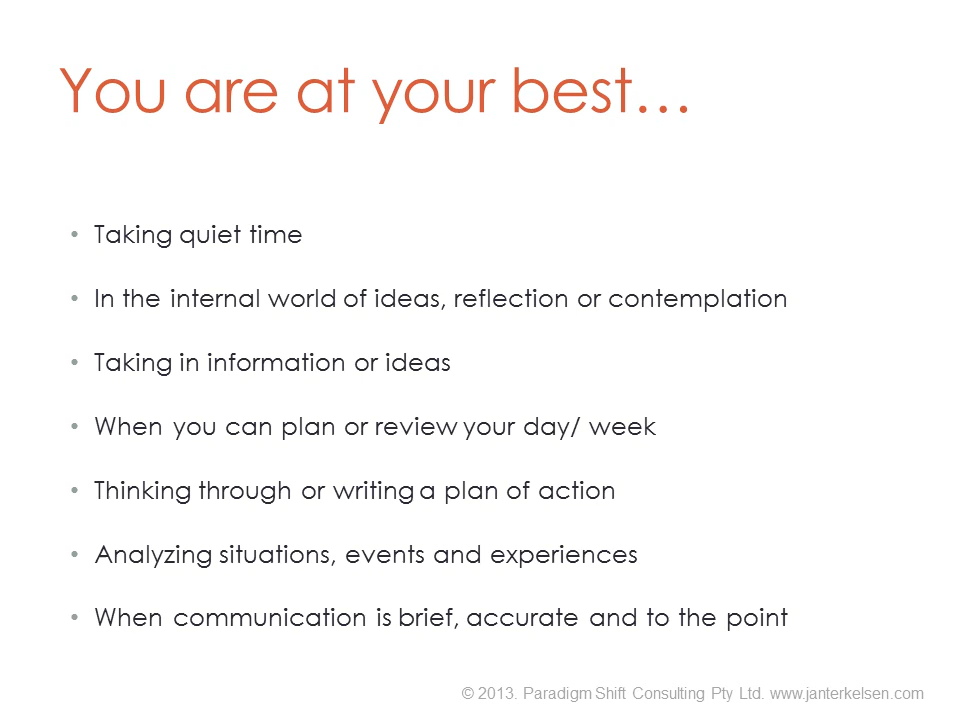 You are at your best…
• Taking quiet time
• In the internal world of ideas, reflection or contemplation
• Taking in information or ideas
• When you can plan or review your day/ week
• Thinking through or writing a plan of action
• Analyzing situations, events and experiences
• When communication is brief, accurate and to the point
© 2013. Paradigm Shift Consulting Pty Ltd. www.janterkelsen.com